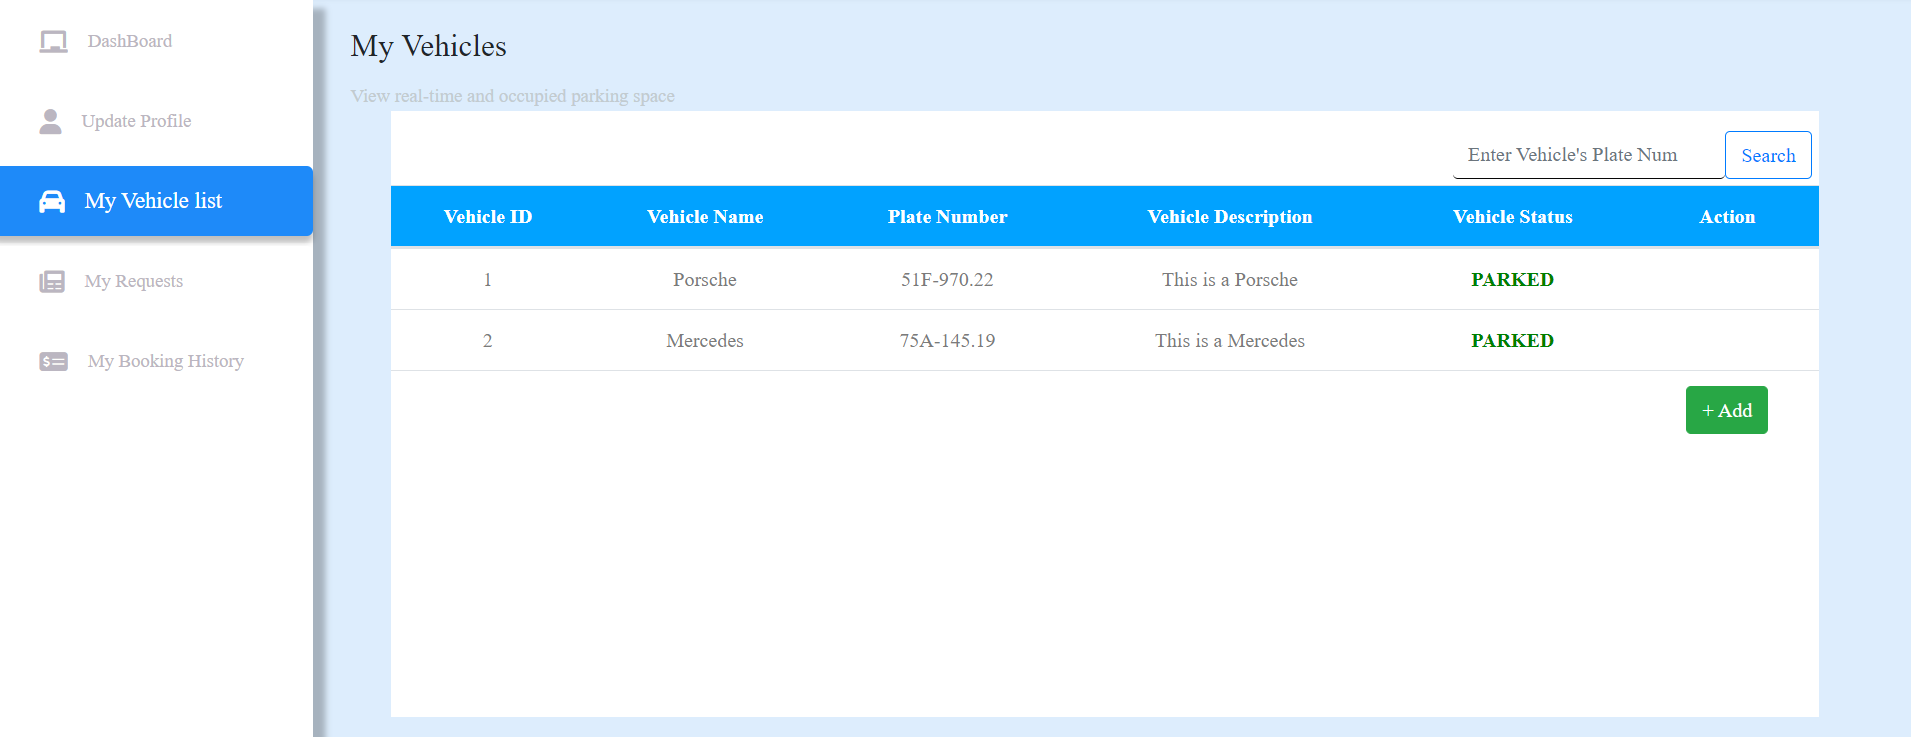 DashBoard
Update Profile
My Vehicle list
My Requests
My Booking History
My Vehicles
View real-time and occupied parking space
Enter Vehicle's Plate Num Search
Vehicle ID Vehicle Name Plate Number Vehicle Description Vehicle Status Action
1 Porsche 51F-970.22 This is a Porsche PARKED
2 Mercedes 75A-145.19 This is a Mercedes PARKED
+ Add